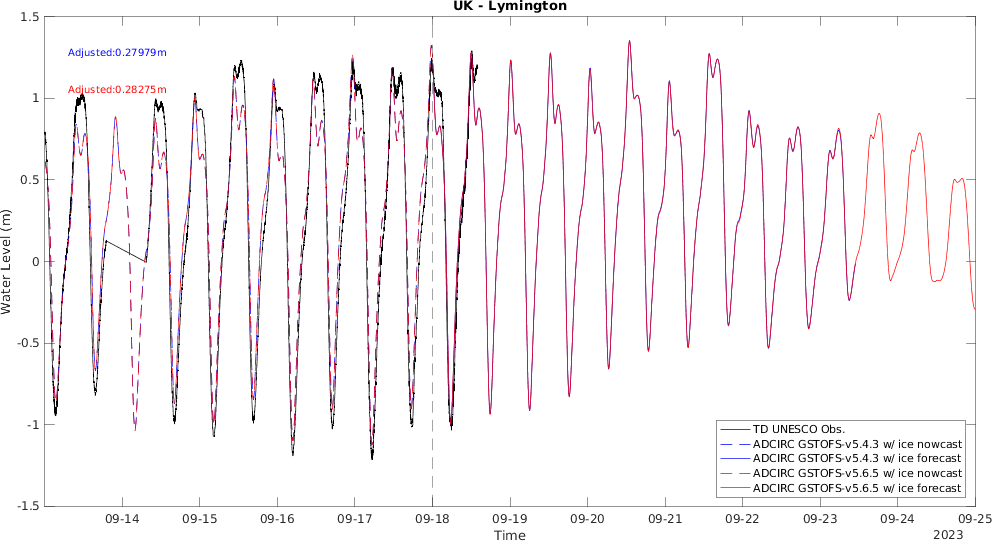 UK - Lymington
Adjusted:0.27979m
Adjusted:0.28275m
Water Level (m)
1.5
1
0.5
0
-0.5
-1
-1.5
TD UNESCO Obs.
ADCIRC GSTOFS-v5.4.3 w/ ice nowcast
ADCIRC GSTOFS-v5.4.3 w/ ice forecast
ADCIRC GSTOFS-v5.6.5 w/ ice nowcast
ADCIRC GSTOFS-v5.6.5 w/ ice forecast
09-14 09-15 09-16 09-17 09-18 09-19 09-20 09-21 09-22 09-23 09-24 09-25
Time
2023